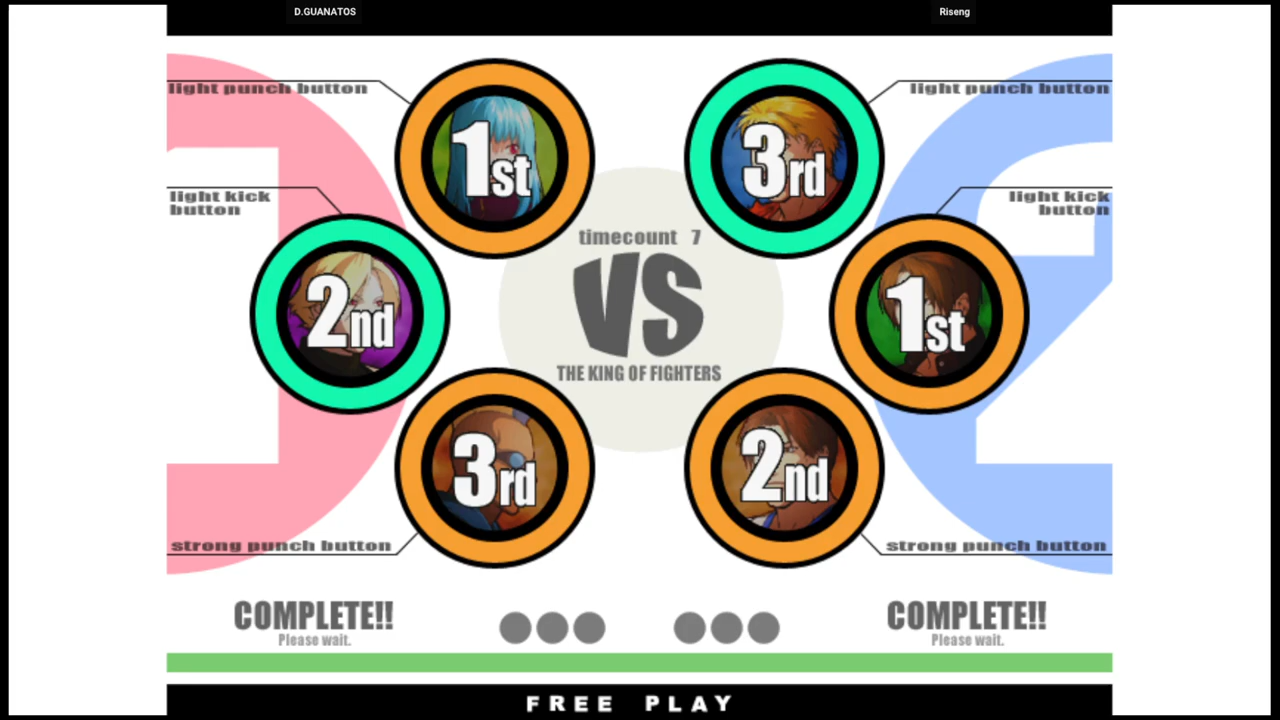 D.GUANATOS
Riseng
light punch button
light punch button
1st
3rd
light kick
button
light kick
button
timecount 7
VS
THE KING OF FIGHTERS
2nd
1st
3rd
2nd
strong punch button
strong punch button
COMPLETE!!
Please wait.
COMPLETE!!
Please wait.
FREE PLAY